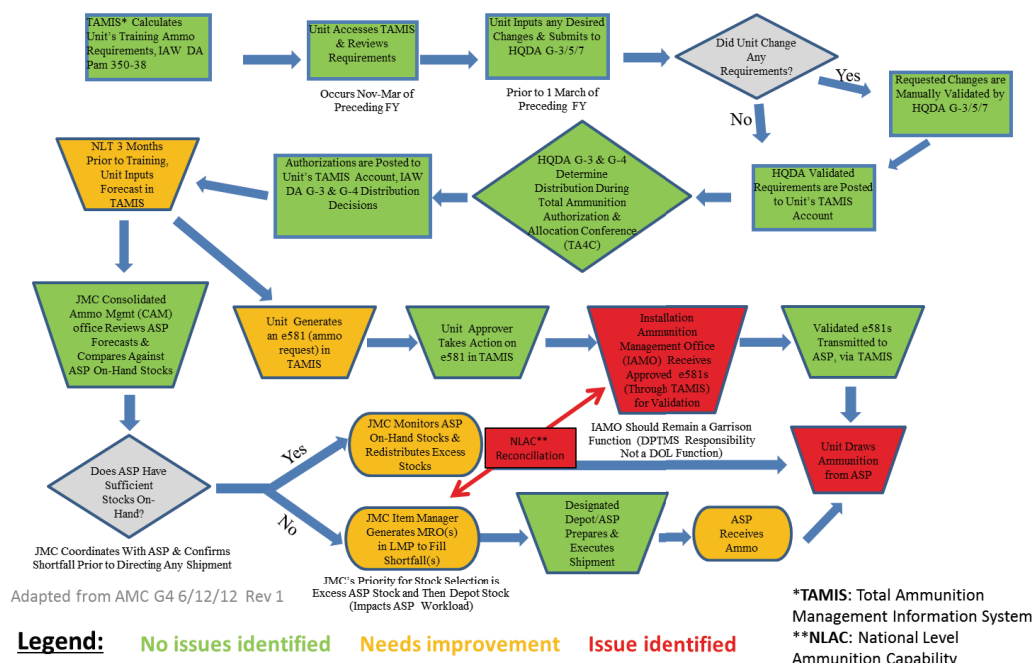 TAMIS* Calculates
Unit's Training Ammo
Requirements, IAW DA
Pam 350-38
Unit Accesses TAMIS
& Reviews
Requirements
Occurs Nov-Mar of
Preceding FY
Unit Inputs any Desired
Changes & Submits to
HQDA G-3/5/7
Prior to 1 March of
Preceding FY
Did Unit Change
Any
Requirements?
Yes
No
Requested Changes are
Manually Validated by
HQDA G-3/5/7
NLT 3 Months
Prior to Training,
Unit Inputs
Forecast in
TAMIS
Authorizations are Posted to
Unit's TAMIS Account, IAW
DA G-3 & G-4 Distribution
Decisions
HQDA G-3 & G-4
Determine
Distribution During
Total Ammunition
Authorization &
Allocation Conference
(TA4C)
HQDA Validated
Requirements are Posted
to Unit's TAMIS
Account
JMC Consolidated
Ammo Mgmt (CAM)
office Reviews ASP
Forecasts &
Compares Against
ASP On-Hand Stocks
Unit Generates
an e581 (ammo
request) in
TAMIS
Unit Approver
Takes Action on
e581 in TAMIS
Installation
Ammunition
Management Office
(IAMO) Receives
Approved e581s
(Through TAMIS)
for Validation
Validated e581s
Transmitted to
ASP, via TAMIS
IAMO Should Remain a Garrison
Function (DPTMS Responsibility
Not a DOL Function)
Does ASP Have
Sufficient
Stocks On-
Hand?
Yes
No
JMC Monitors ASP
On-Hand Stocks &
Redistributes Excess
Stocks
NLAC**
Reconciliation
Unit Draws
Ammunition
from ASP
JMC Item Manager
Generates MRO(s)
in LMP to Fill
Shortfall(s)
Designated
Depot/ASP
Prepares &
Executes
Shipment
ASP
Receives
Ammo
JMC Coordinates With ASP & Confirms
Shortfall Prior to Directing Any Shipment
JMC's Priority for Stock Selection is
Excess ASP Stock and Then Depot Stock
(Impacts ASP Workload)
Adapted from AMC G4 6/12/12 Rev 1
*TAMIS: Total Ammunition
Management Information System
**NLAC: National Level
Ammunition Capability
Legend: No issues identified Needs improvement Issue identified